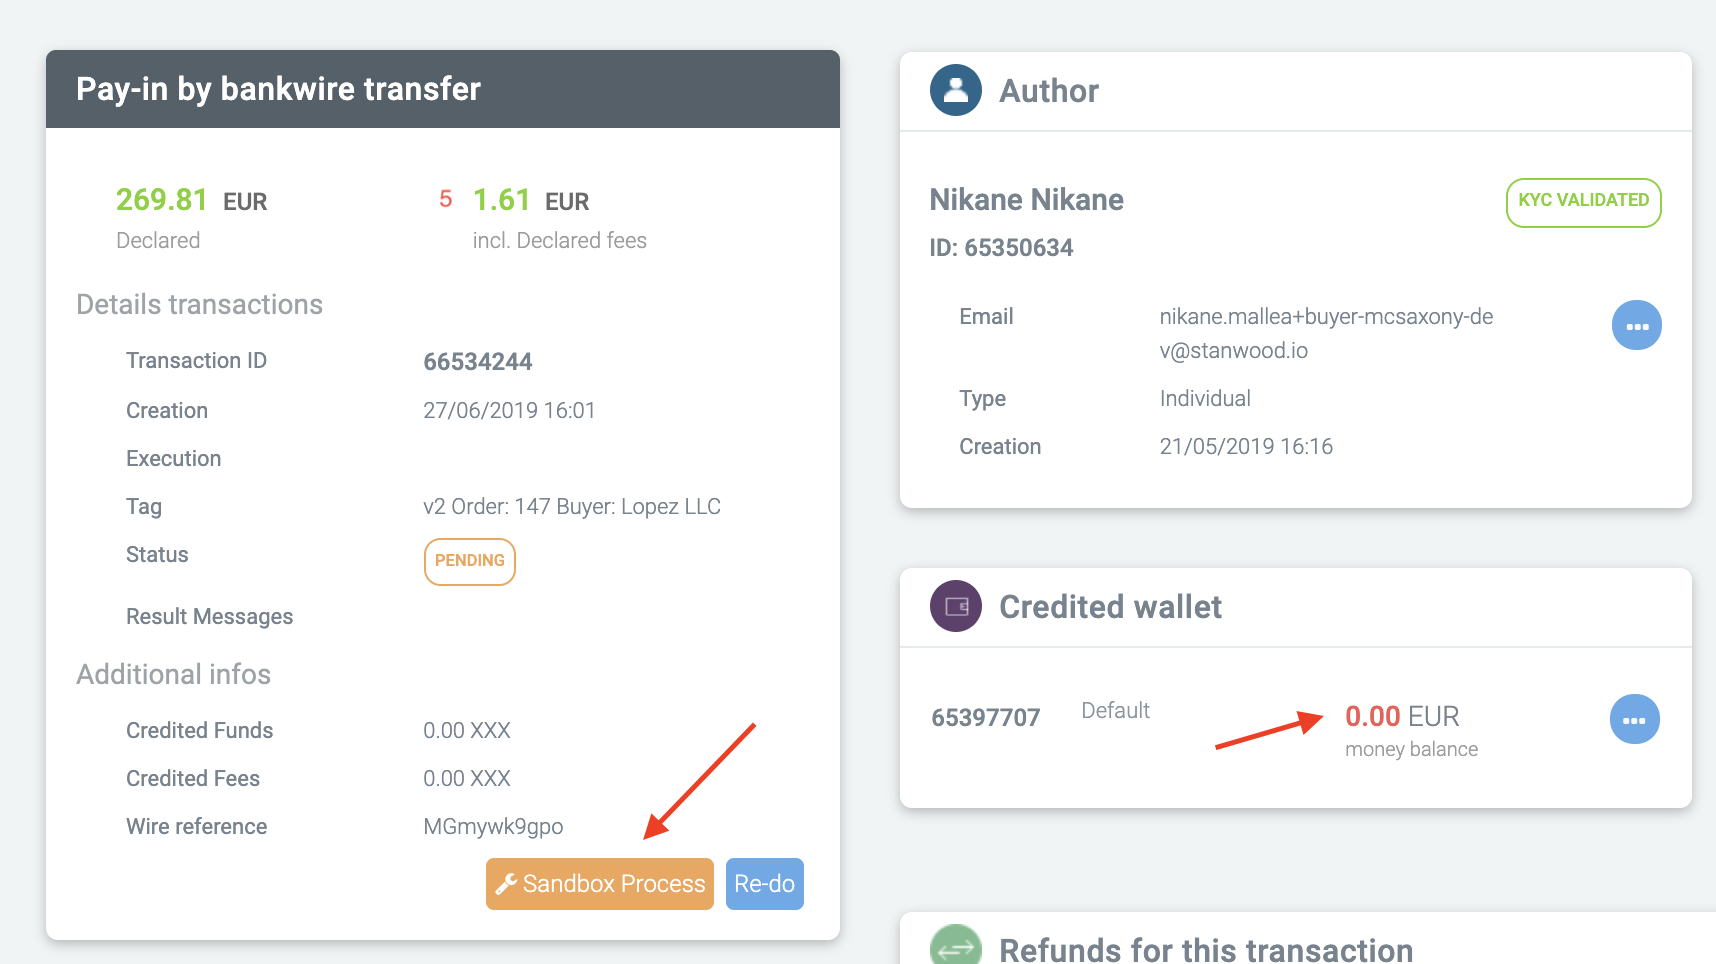 Pay-in by bankwire transfer
269.81 EUR
Declared
5 1.61 EUR
incl. Declared fees
Details transactions
Transaction ID 66534244
Creation 27/06/2019 16:01
Execution
Tag v2 Order: 147 Buyer: Lopez LLC
Status PENDING
Result Messages
Additional infos
Credited Funds 0.00 XXX
Credited Fees 0.00 XXX
Wire reference MGmywk9gpo
Sandbox Process Re-do
Author
Nikane Nikane KYC VALIDATED
ID: 65350634
Email nikane.mallea+buyer-mcsaxony-de
v@stanwood.io
Type Individual
Creation 21/05/2019 16:16
Credited wallet
65397707 Default 0.00 EUR
money balance
Refunds for this transaction